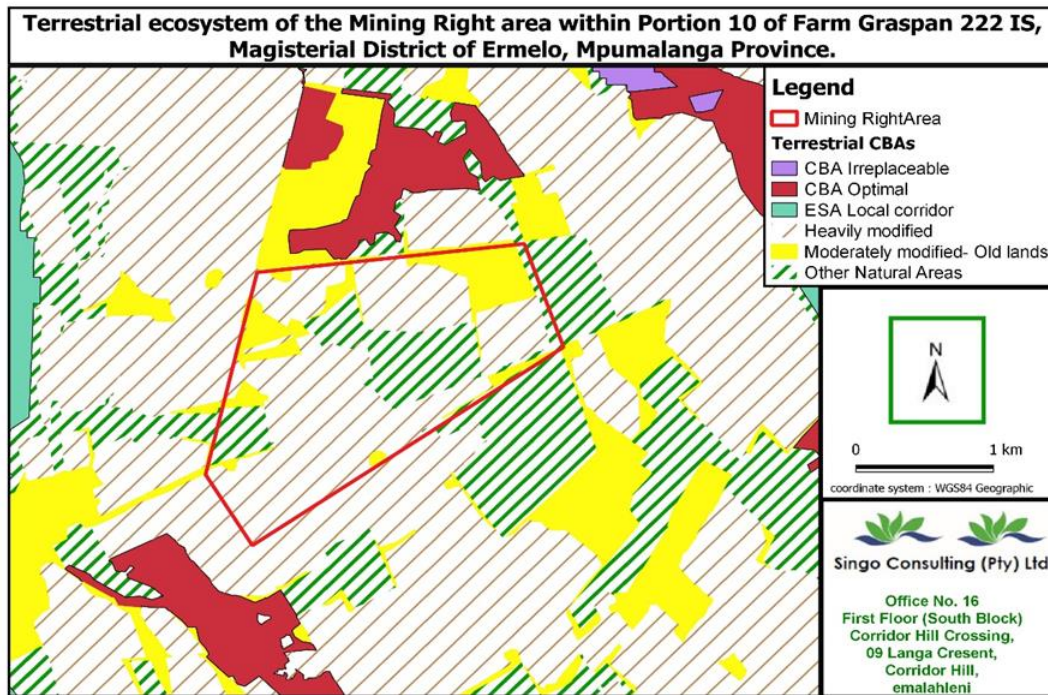 Terrestrial ecosystem of the Mining Right area within Portion 10 of Farm Graspan 222 IS,
Magisterial District of Ermelo, Mpumalanga Province.
Legend
Mining RightArea
Terrestrial CBAs
CBA Irreplaceable
CBA Optimal
ESA Local corridor
Heavily modified
Moderately modified- Old lands
Other Natural Areas
N
0 1 km
coordinate system : WGS84 Geographic
Singo Consulting (Pty) Ltd
Office No. 16
First Floor (South Block)
Corridor Hill Crossing,
09 Langa Cresent,
Corridor Hill,
emalahleni